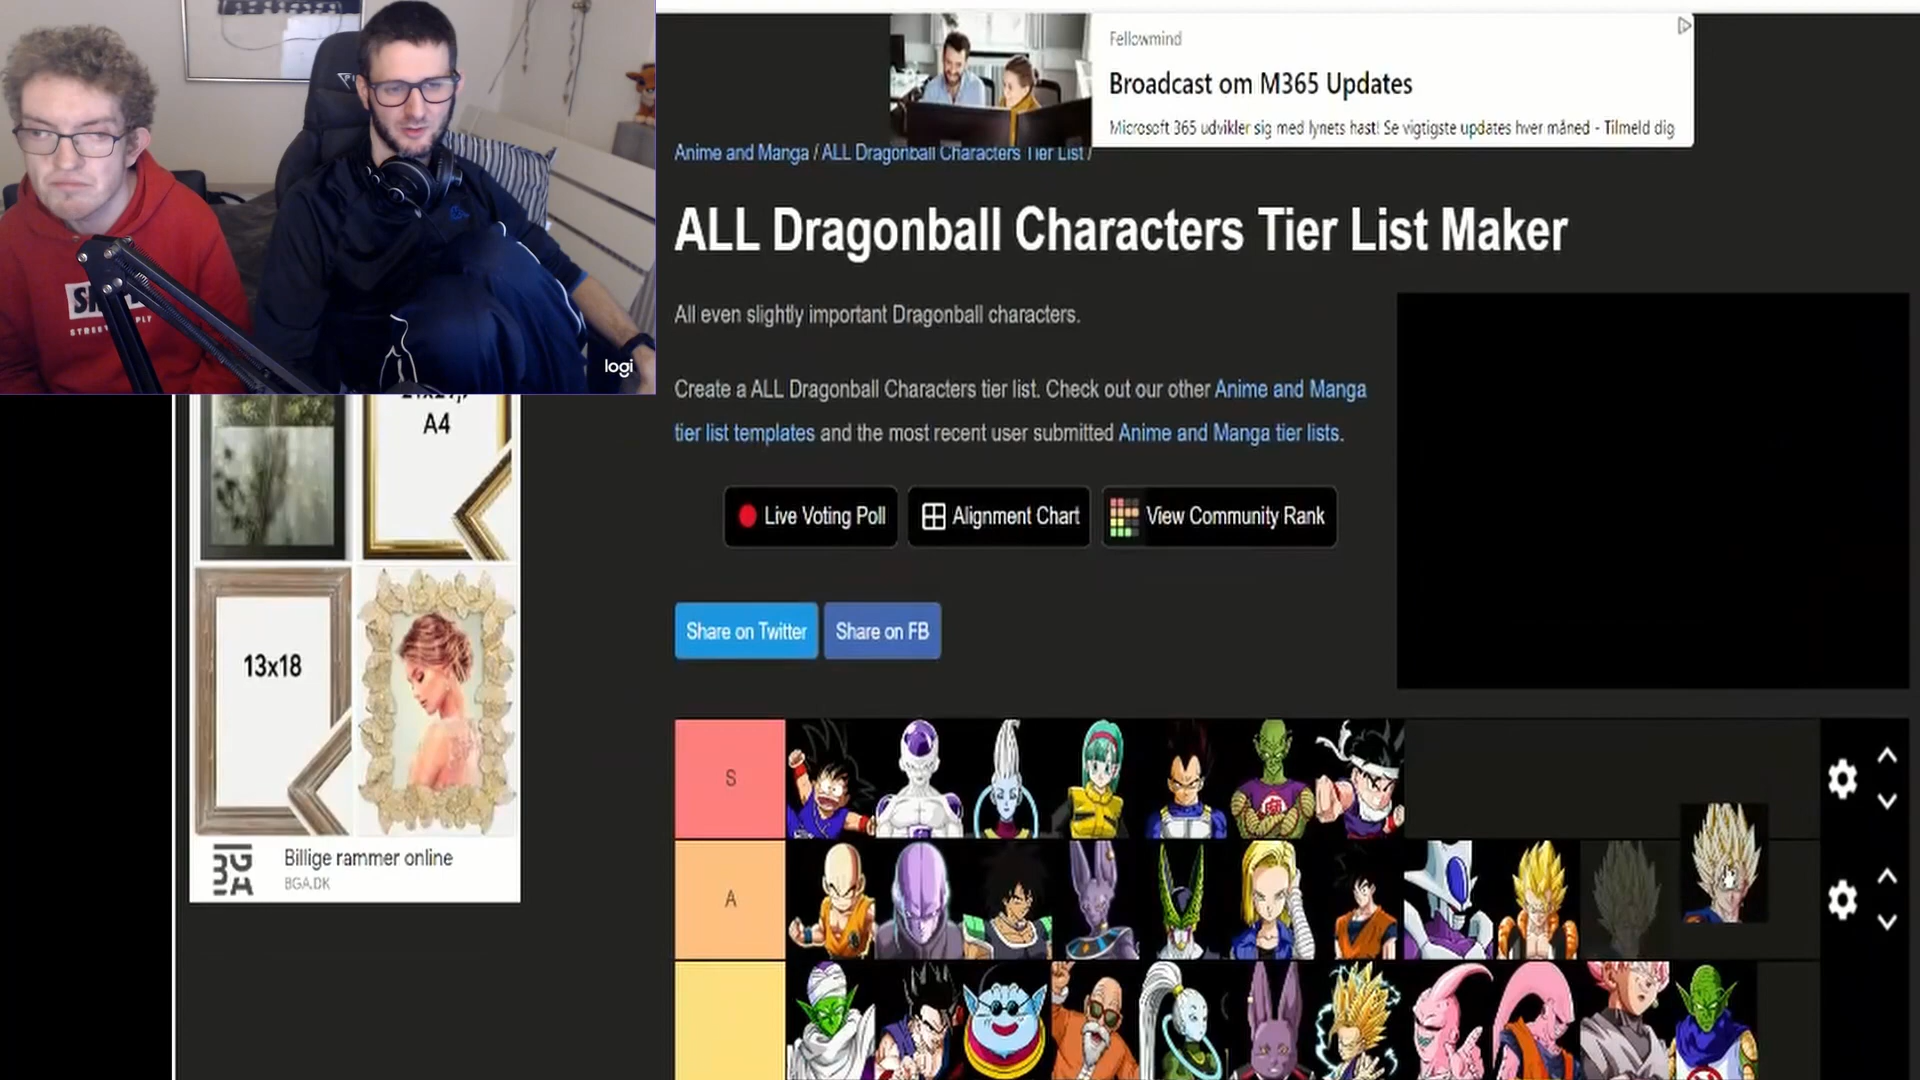 Fellowmind
Broadcast om M365 Updates
Microsoft 365 udvikler sig med lynets hast! Se vigtigste updates hver måned - Tilmeld dig
Anime and Manga / ALL Dragonball Characters Tier List /
ALL Dragonball Characters Tier List Maker
All even slightly important Dragonball characters.
Create a ALL Dragonball Characters tier list. Check out our other Anime and Manga
tier list templates and the most recent user submitted Anime and Manga tier lists.
Live Voting Poll
Alignment Chart
View Community Rank
Share on Twitter
Share on FB
logi
A4
13x18
BGA
Billige rammer online
BGA.DK
S
A